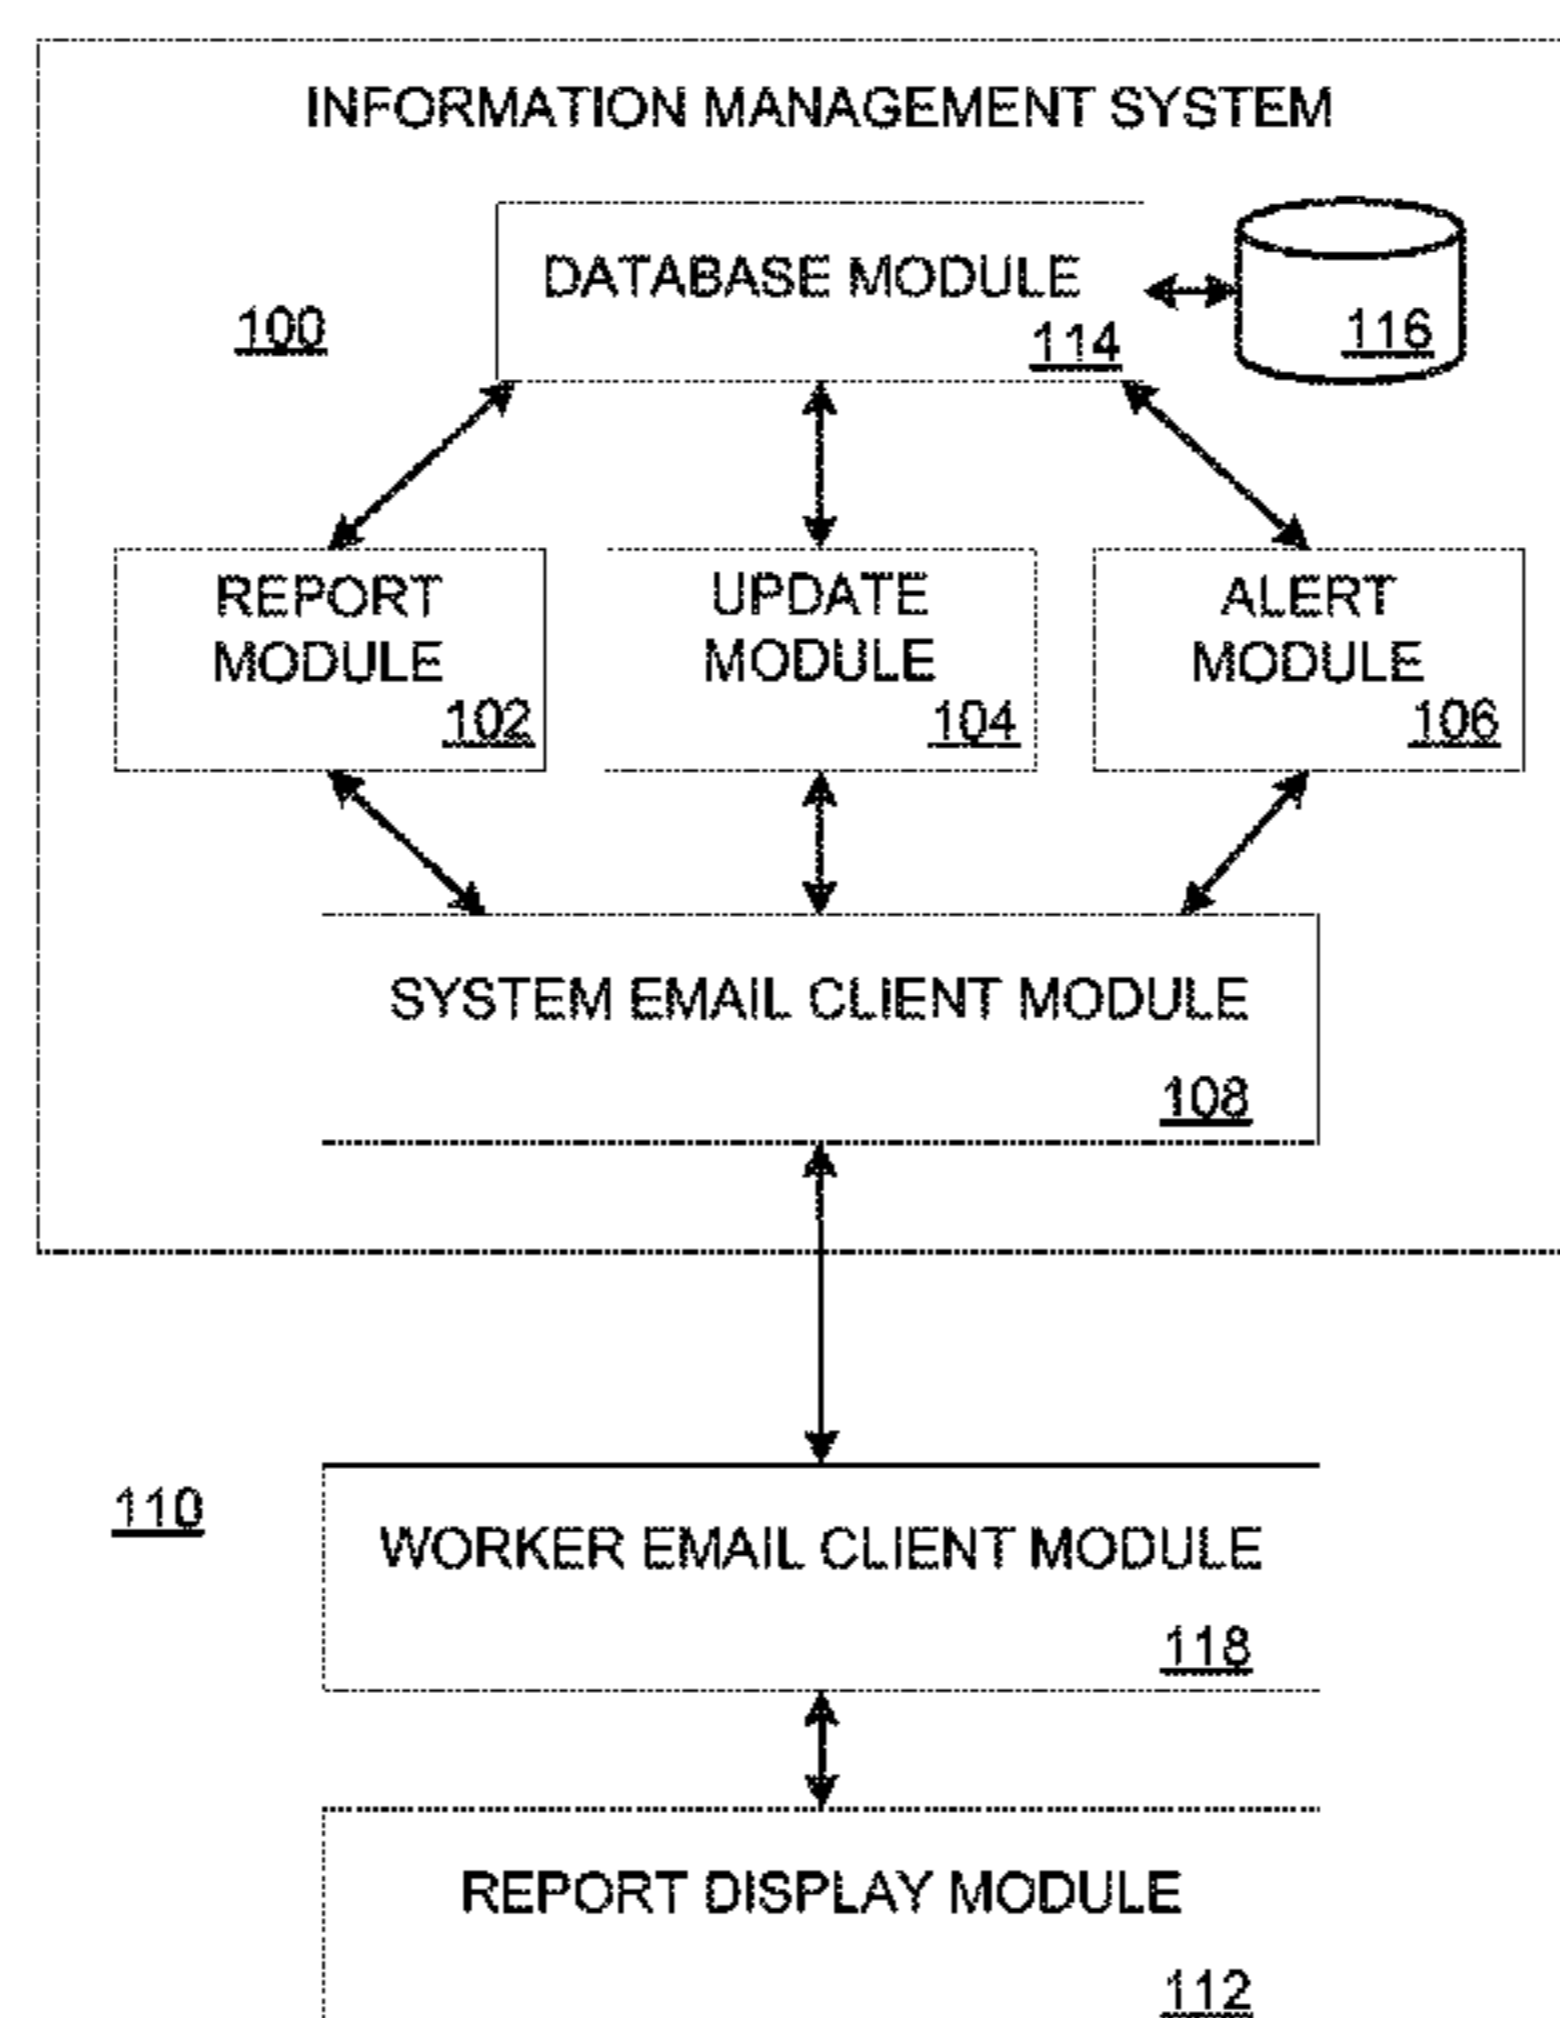 INFORMATION MANAGEMENT SYSTEM
DATABASE MODULE
114
116
100
REPORT
MODULE
102
UPDATE
MODULE
104
ALERT
MODULE
106
SYSTEM EMAIL CLIENT MODULE
108
110
WORKER EMAIL CLIENT MODULE
118
REPORT DISPLAY MODULE
112